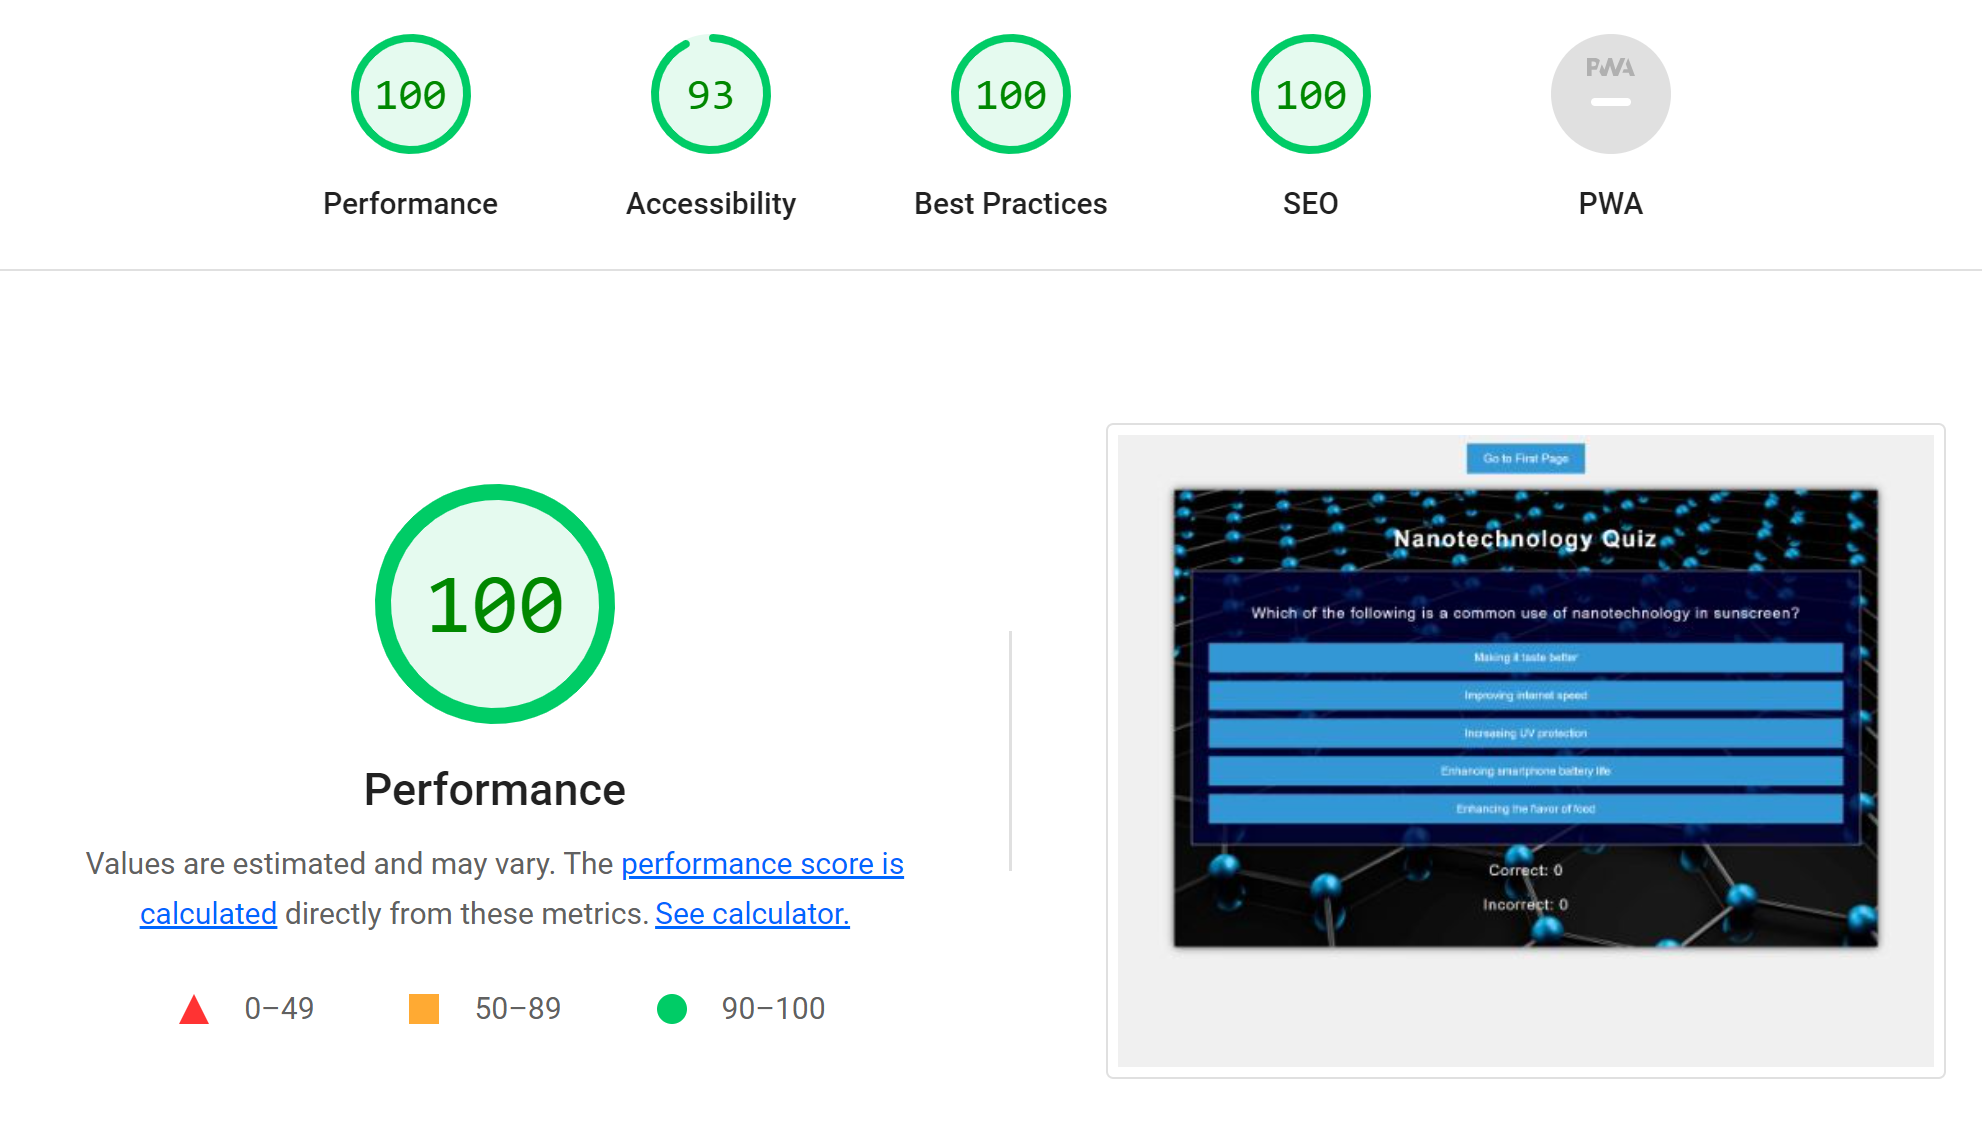 100
93
100
100
PWA
Performance
Accessibility
Best Practices
SEO
PWA
100
Performance
Values are estimated and may vary. The performance score is
calculated directly from these metrics. See calculator.
0–49
50–89
90–100
Go to First Page
Nanotechnology Quiz
Which of the following is a common use of nanotechnology in sunscreen?
Making it taste better
Improving internet speed
Increasing UV protection
Enhancing smartphone battery life
Enhancing the flavor of food
Correct: 0
Incorrect: 0